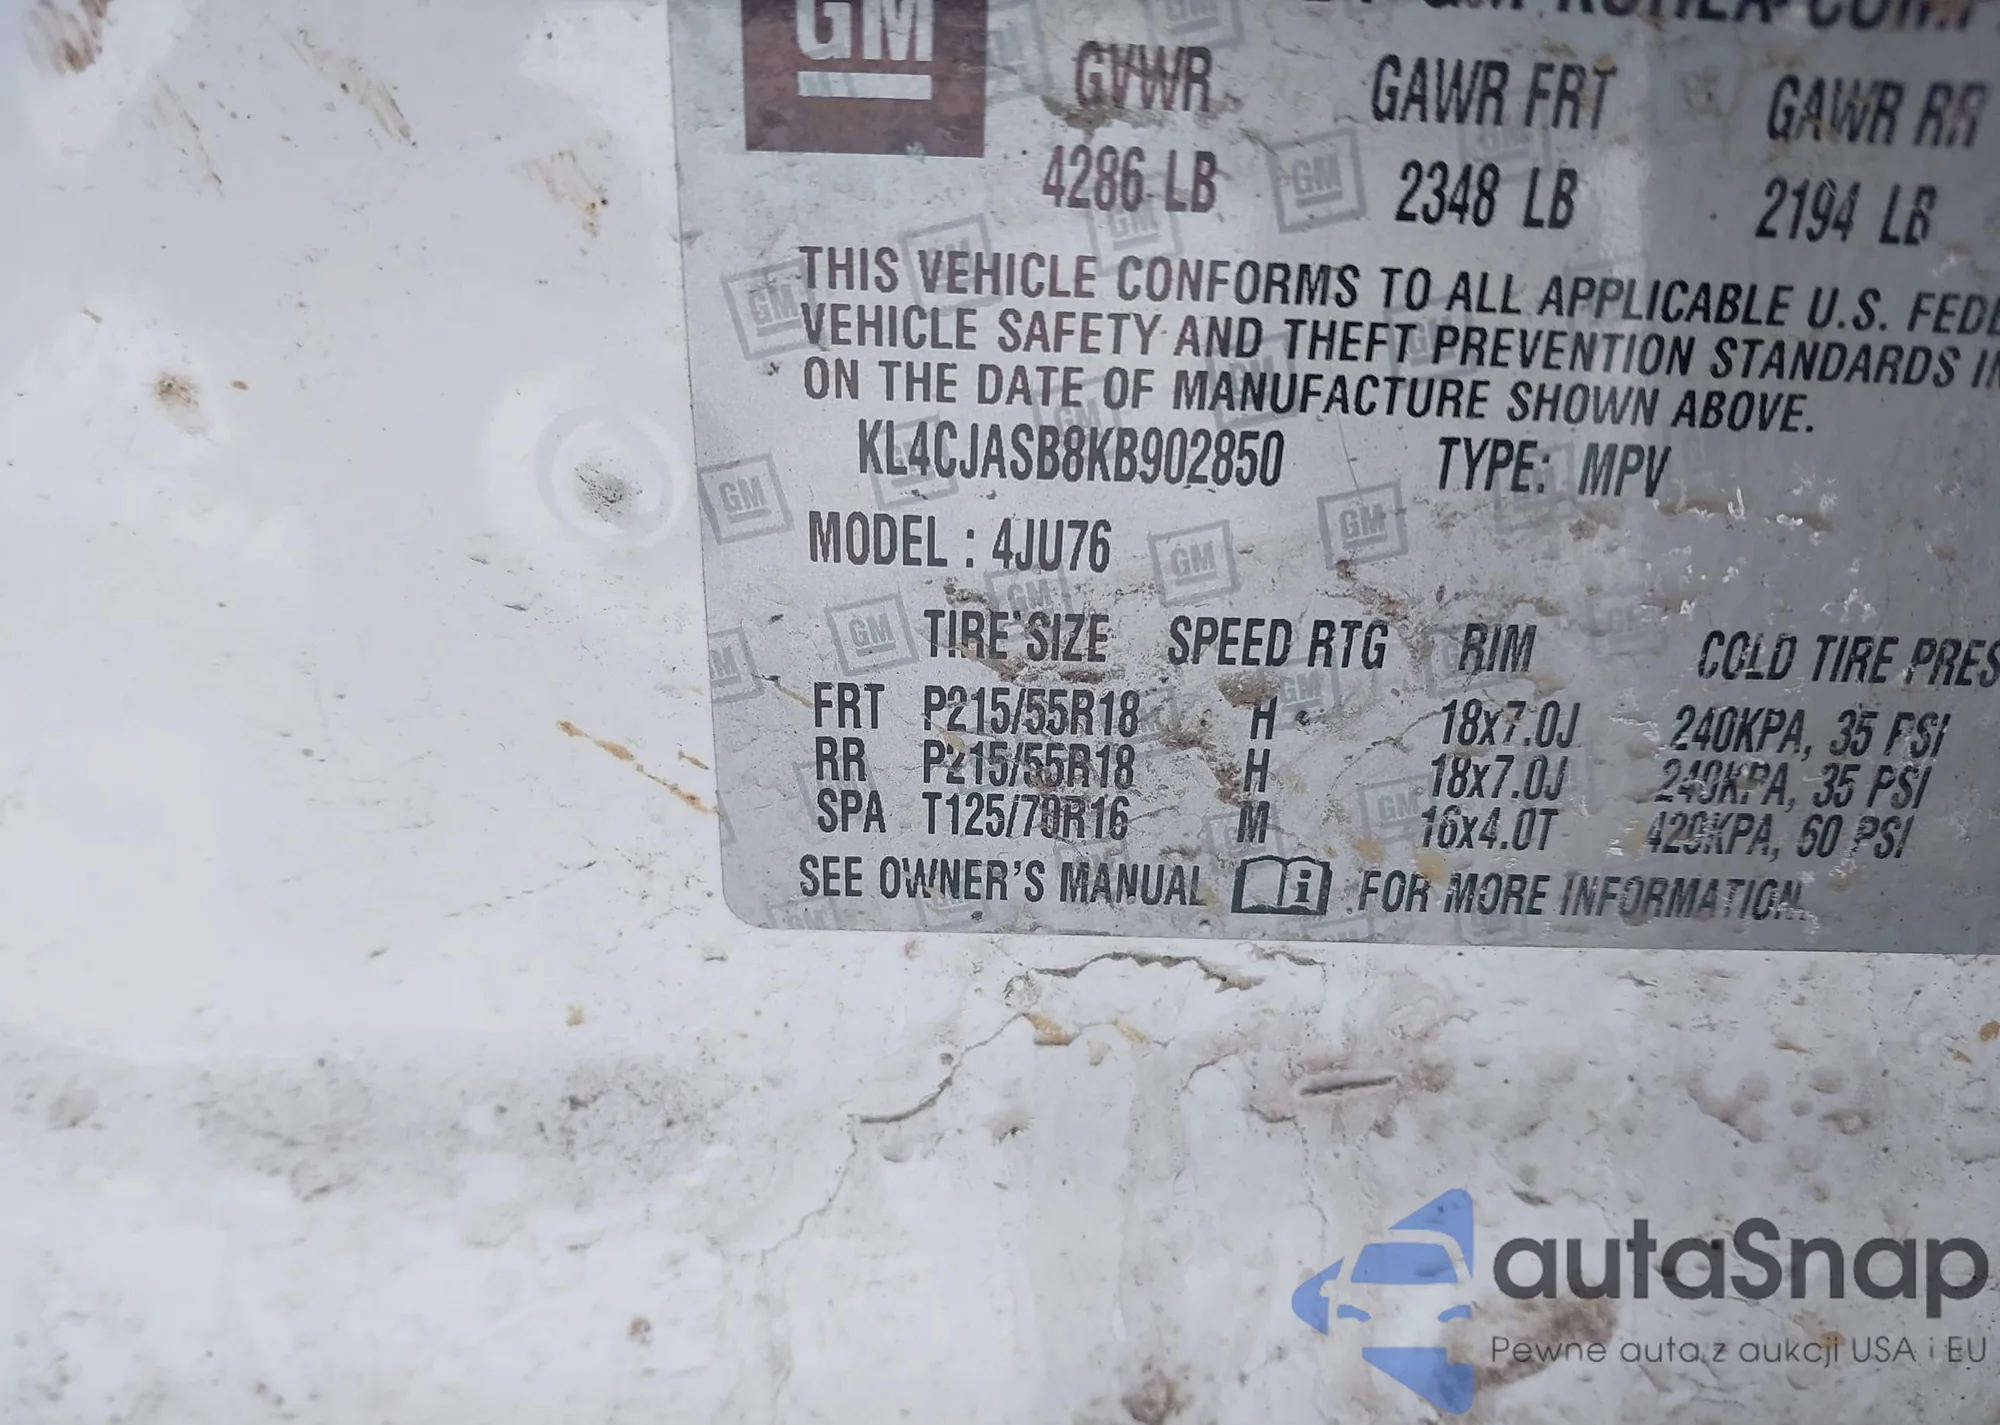 GM
GVWR GAWR FRT GAWR RR
4286 LB 2348 LB 2194 LB
THIS VEHICLE CONFORMS TO ALL APPLICABLE U.S.
VEHICLE SAFETY AND THEFT PREVENTION STANDARDS
ON THE DATE OF MANUFACTURE SHOWN ABOVE.
KL4CJASB8KB902850 TYPE: MPV
MODEL : 4JU76
TIRE SIZE SPEED RTG RIM COLD TIRE PRES
FRT P215/55R18 H 18x7.0J 240KPA, 35 PSI
RR P215/55R18 H 18x7.0J 240KPA, 35 PSI
SPA T125/70R16 M 16x4.0T 420KPA, 60 PSI
SEE OWNER'S MANUAL FOR MORE INFORMATION.
autaSnap
Pewne auta z aukcji USA i EU